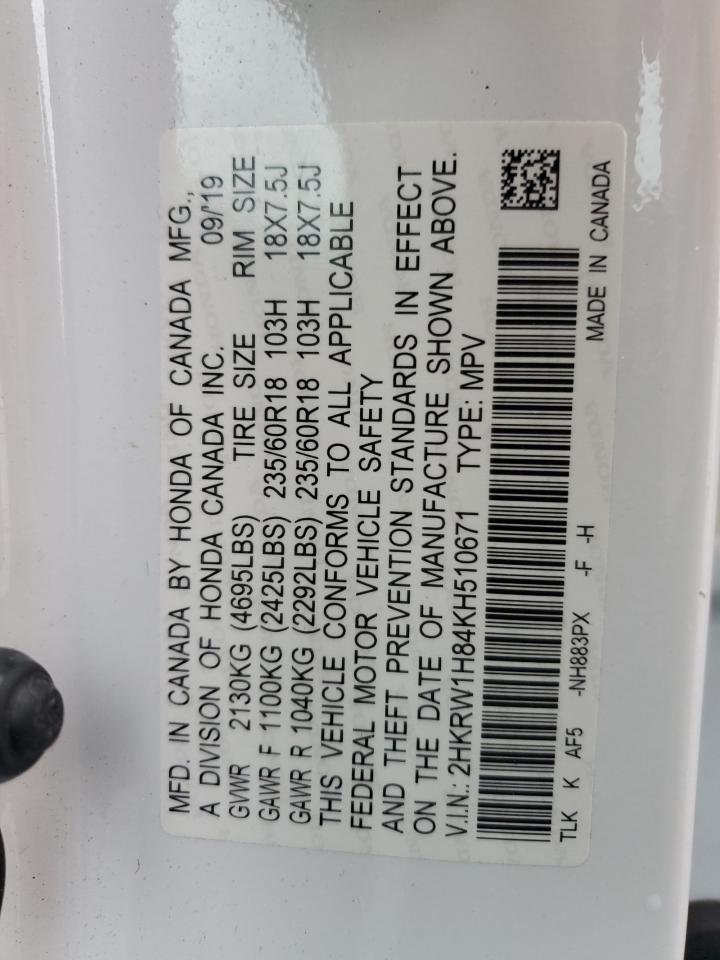 MFD. IN CANADA BY HONDA OF CANADA MFG.,
A DIVISION OF HONDA CANADA INC. 09/'19
GVWR 2130KG (4695LBS) TIRE SIZE RIM SIZE
GAWR F 1100KG (2425LBS) 235/60R18 103H 18X7.5J
GAWR R 1040KG (2292LBS) 235/60R18 103H 18X7.5J
THIS VEHICLE CONFORMS TO ALL APPLICABLE
FEDERAL MOTOR VEHICLE SAFETY
AND THEFT PREVENTION STANDARDS IN EFFECT
ON THE DATE OF MANUFACTURE SHOWN ABOVE.
V.I.N.: 2HKRW1H84KH510671 TYPE: MPV
TLK K AF5 -NH883PX -F -H MADE IN CANADA